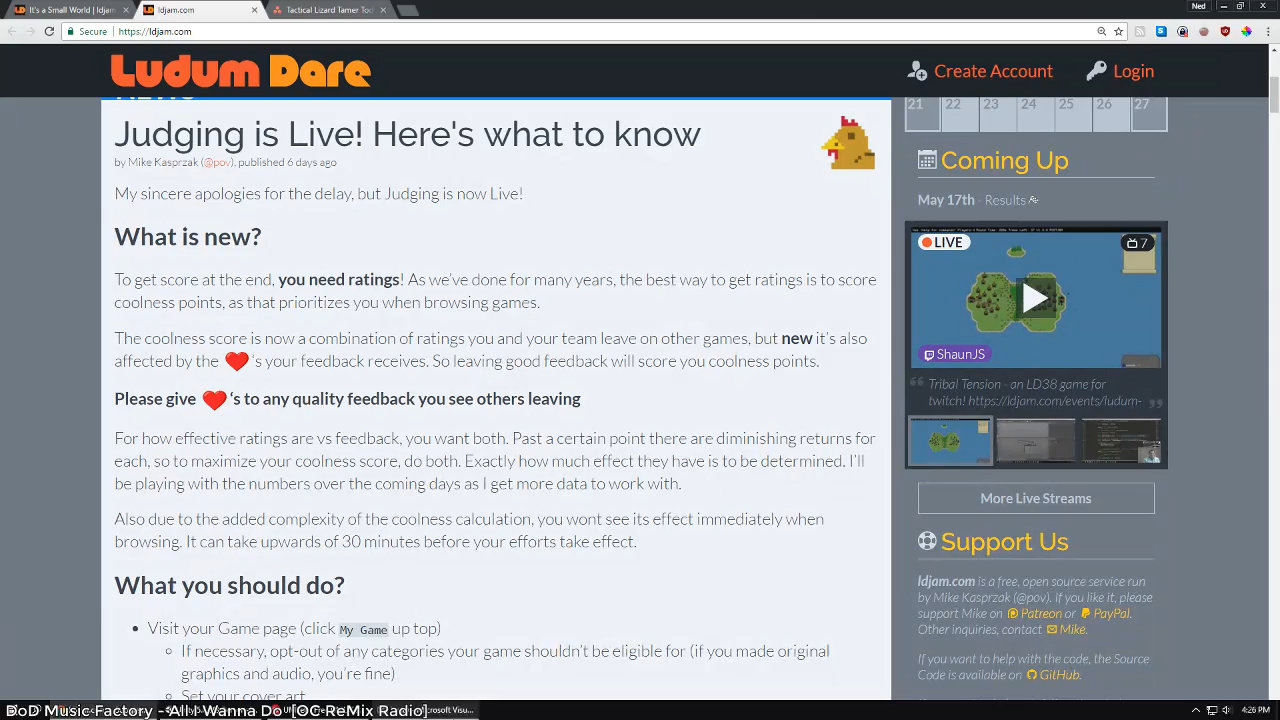 It's a Small World | ldjam
ldjam.com
Tactical Lizard Tamer Too
Ned
Secure
https://ldjam.com
Ludum Dare
Create Account
Login
Judging is Live! Here's what to know
by Mike Kasprzak (@pov). published 6 days ago
My sincere apologies for the delay, but Judging is now Live!
What is new?
To get score at the end, you need ratings! As we've done for many years, the best way to get ratings is to score
coolness points, as that prioritizes you when browsing games.
The coolness score is now a combination of ratings you and your team leave on other games, but new it's also
affected by the ❤️ 's your feedback receives. So leaving good feedback will score you coolness points.
Please give ❤️ 's to any quality feedback you see others leaving
For how effective ratings are vs feedback, you want both. Past a certain point there are diminishing returns for
each, so to maximize your coolness score do both. Exactly how much effect they have is to be determined. I'll
be playing with the numbers over the coming days as I get more data to work with.
Also due to the added complexity of the coolness calculation, you wont see its effect immediately when
browsing. It can take upwards of 30 minutes before your efforts take effect.
What you should do?
Visit your Game page (click My Game up top)
If necessary, opt-out of any categories your game shouldn't be eligible for (if you made original
graphics and audio, you're fine)
Set your cover art
21 22 23 24 25 26 27
Coming Up
May 17th - Results
LIVE
7
ShaunJS
Tribal Tension - an LD38 game for
twitch! https://ldjam.com/events/ludum-
More Live Streams
Support Us
ldjam.com is a free, open source service run
by Mike Kasprzak (@pov). If you like it, please
support Mike on Patreon or PayPal.
Other inquiries, contact Mike.
If you want to help with the code, the Source
Code is available on GitHub.
BoD Music Factory - All I Wanna Do [OCReMix Radio]
4:26 PM